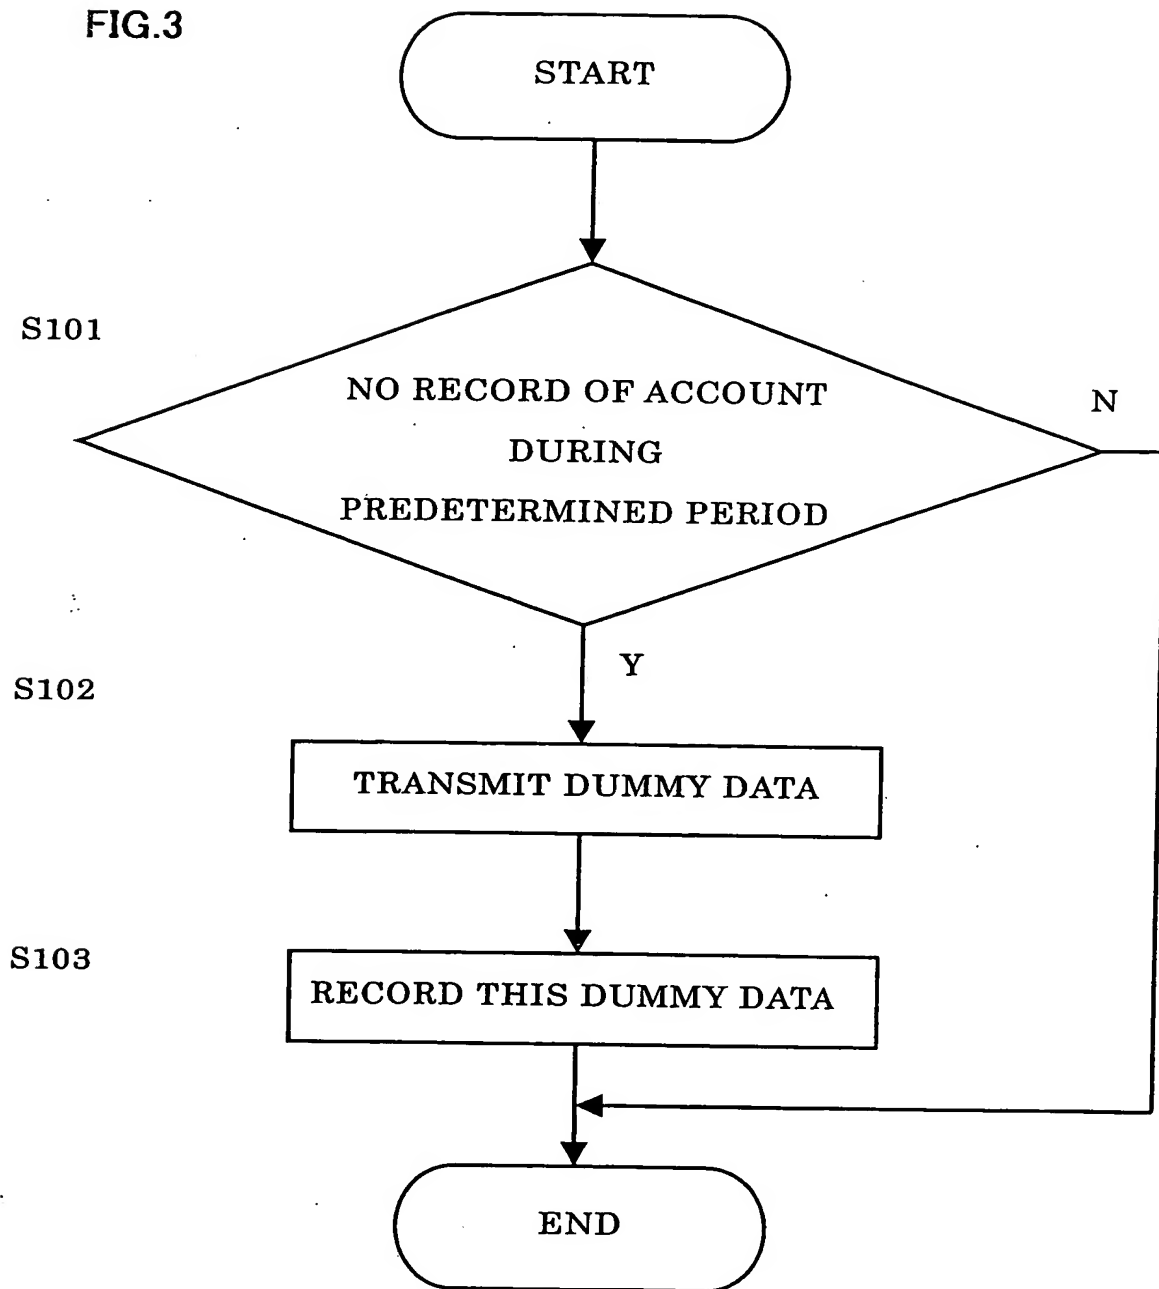 FIG.3
START
S101
NO RECORD OF ACCOUNT
DURING
PREDETERMINED PERIOD
N
Y
S102
TRANSMIT DUMMY DATA
S103
RECORD THIS DUMMY DATA
END